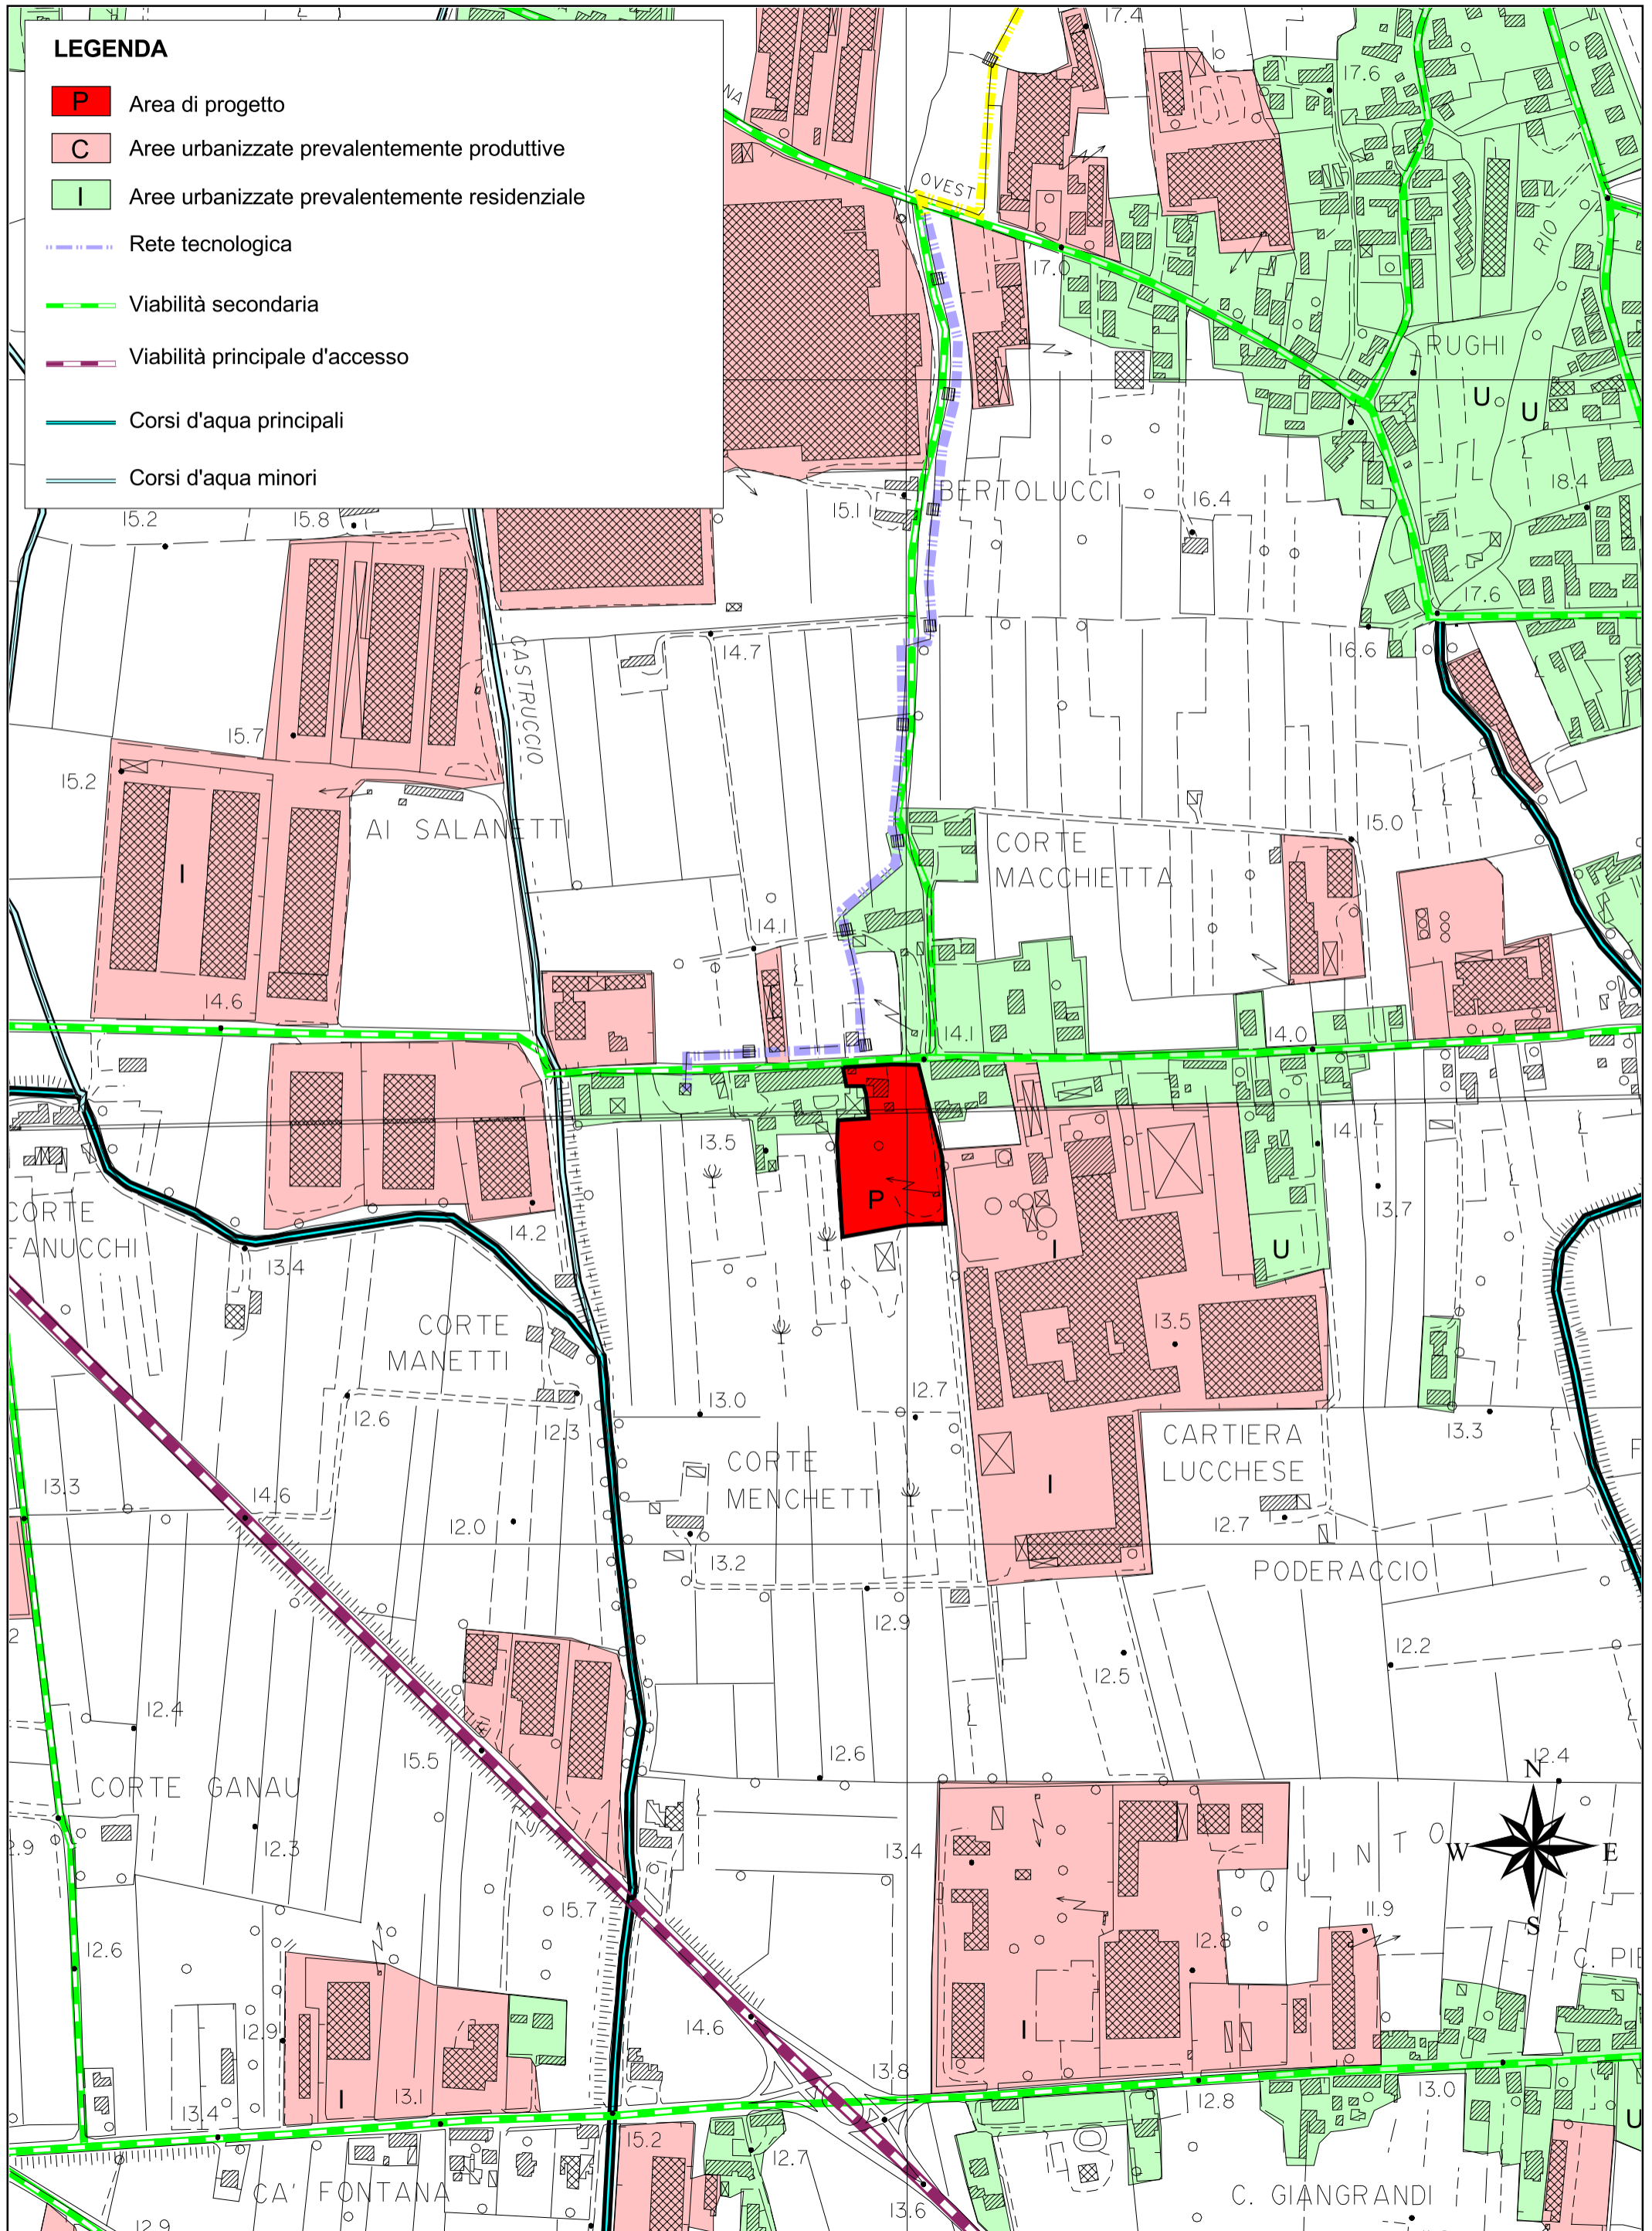 LEGENDA
P Area di progetto
C Aree urbanizzate prevalentemente produttive
I Aree urbanizzate prevalentemente residenziale
Rete tecnologica
Viabilità secondaria
Viabilità principale d'accesso
Corsi d'aqua principali
Corsi d'aqua minori
17.4
17.6
NA
OVEST
17.0
RIO
RUGHI
U
U
BERTOLUCCI
15.1
16.4
18.4
15.2
15.8
17.6
14.7
16.6
CASTRUCCIO
15.7
15.2
AI SALANETTI
CORTE
MACCHIETTA
15.0
I
14.1
14.6
14.1
14.0
13.5
14.1
P
13.7
14.2
CORTE
FANUCCHI
13.4
I
U
CORTE
MANETTI
13.5
12.6
12.3
13.0
12.7
13.3
CARTIERA
LUCCHESE
CORTE
MENCHETTI
13.3
14.6
12.0
I
12.7
13.2
PODERACCIO
12.9
12.5
12.2
2
12.4
15.5
12.6
12.4
CORTE GANAU
N
W
E
S
2.9
12.3
13.4
QUINTO
15.7
11.9
12.6
12.8
C. PIE
12.9
14.6
I
13.8
I
13.1
13.4
12.8
13.0
U
15.2
12.7
CA' FONTANA
13.6
C. GIANGRANDI
12.9